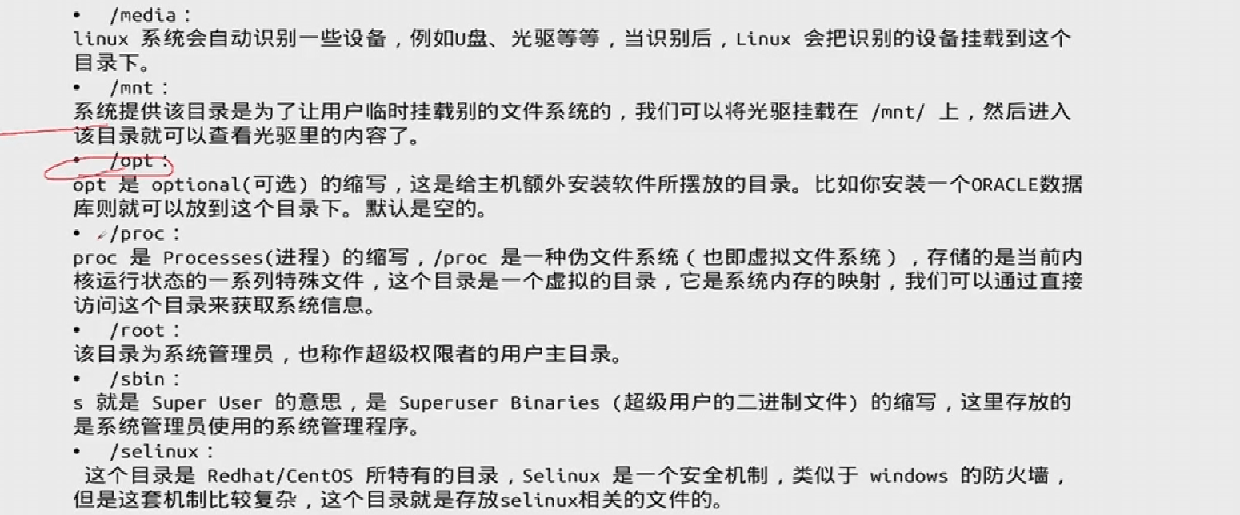 • /media：
linux 系统会自动识别一些设备，例如U盘、光驱等等，当识别后，Linux 会把识别的设备挂载到这个
目录下。
• /mnt：
系统提供该目录是为了让用户临时挂载别的文件系统的，我们可以将光驱挂载在 /mnt/ 上，然后进入
该目录就可以查看光驱里的内容了。
• /opt：
opt 是 optional(可选) 的缩写，这是给主机额外安装软件所摆放的目录。比如你安装一个ORACLE数据
库则就可以放到这个目录下。默认是空的。
• /proc：
proc 是 Processes(进程) 的缩写，/proc 是一种伪文件系统（也即虚拟文件系统），存储的是当前内
核运行状态的一系列特殊文件，这个目录是一个虚拟的目录，它是系统内存的映射，我们可以通过直接
访问这个目录来获取系统信息。
• /root：
该目录为系统管理员，也称作超级权限者的用户主目录。
• /sbin：
s 就是 Super User 的意思，是 Superuser Binaries (超级用户的二进制文件) 的缩写，这里存放的
是系统管理员使用的系统管理程序。
• /selinux：
这个目录是 Redhat/CentOS 所特有的目录，Selinux 是一个安全机制，类似于 windows 的防火墙，
但是这套机制比较复杂，这个目录就是存放selinux相关的文件的。